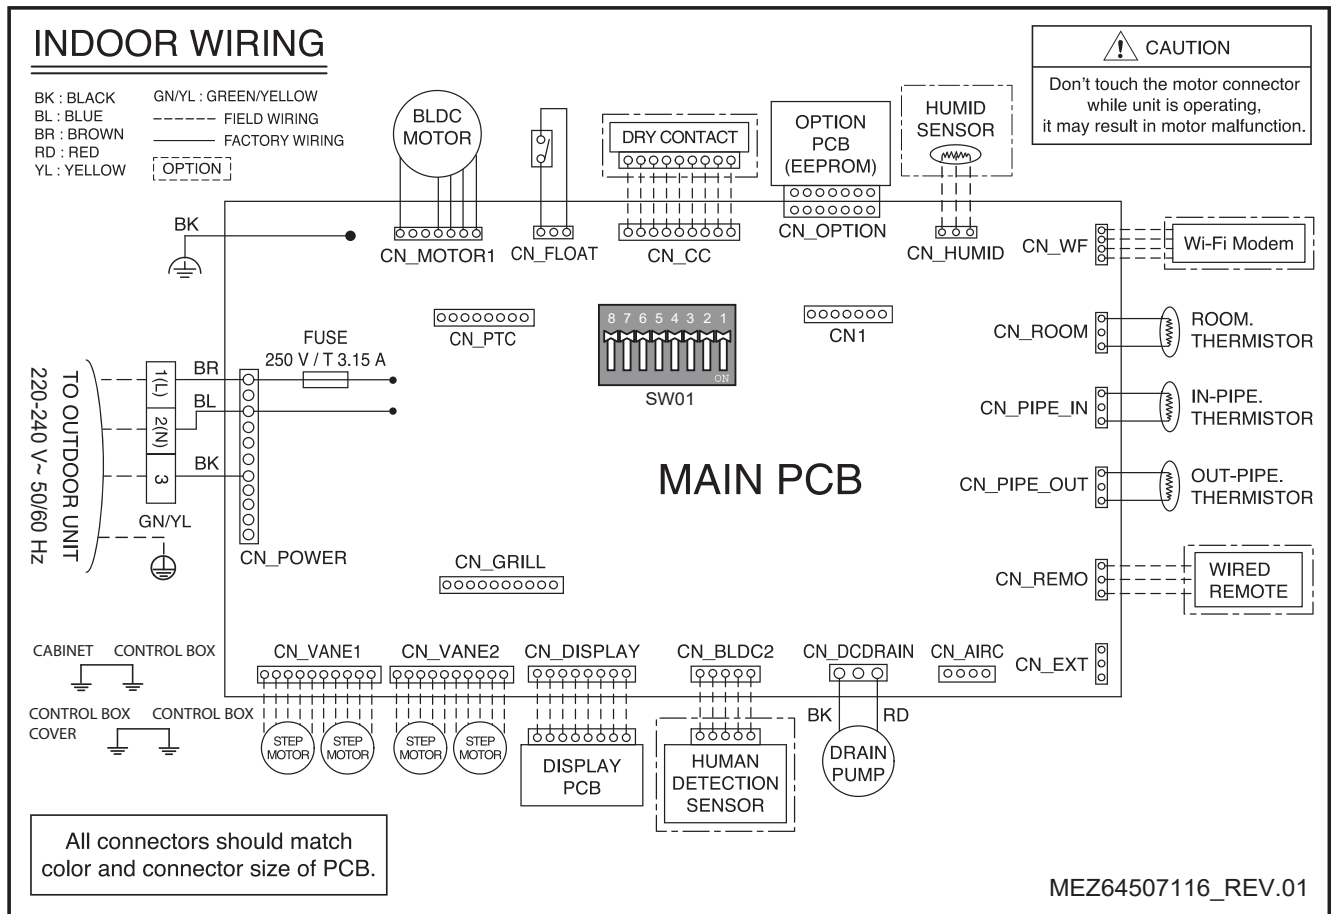 INDOOR WIRING
BK : BLACK
BL : BLUE
BR : BROWN
RD : RED
YL : YELLOW
GN/YL : GREEN/YELLOW
FIELD WIRING
FACTORY WIRING
OPTION
CAUTION
Don't touch the motor connector
while unit is operating,
it may result in motor malfunction.
BLDC
MOTOR
DRY CONTACT
OPTION
PCB
(EEPROM)
HUMID
SENSOR
BK
CN_MOTOR1
CN_FLOAT
CN_CC
CN_OPTION
CN_HUMID
CN_WF
Wi-Fi Modem
CN_PTC
8 7 6 5 4 3 2 1
ON
SW01
CN1
CN_ROOM
ROOM.
THERMISTOR
FUSE
250 V / T 3.15 A
TO OUTDOOR UNIT
220-240 V~ 50/60 Hz
1(L)
2(N)
3
BR
BL
BK
GN/YL
CN_POWER
CN_PIPE_IN
IN-PIPE.
THERMISTOR
MAIN PCB
CN_PIPE_OUT
OUT-PIPE.
THERMISTOR
CN_GRILL
CN_REMO
WIRED
REMOTE
CABINET
CONTROL BOX
CONTROL BOX
COVER
CONTROL BOX
CN_VANE1
CN_VANE2
CN_DISPLAY
CN_BLDC2
CN_DCDRAIN
CN_AIRC
CN_EXT
STEP
MOTOR
STEP
MOTOR
STEP
MOTOR
STEP
MOTOR
DISPLAY
PCB
HUMAN
DETECTION
SENSOR
BK
RD
DRAIN
PUMP
All connectors should match
color and connector size of PCB.
MEZ64507116_REV.01